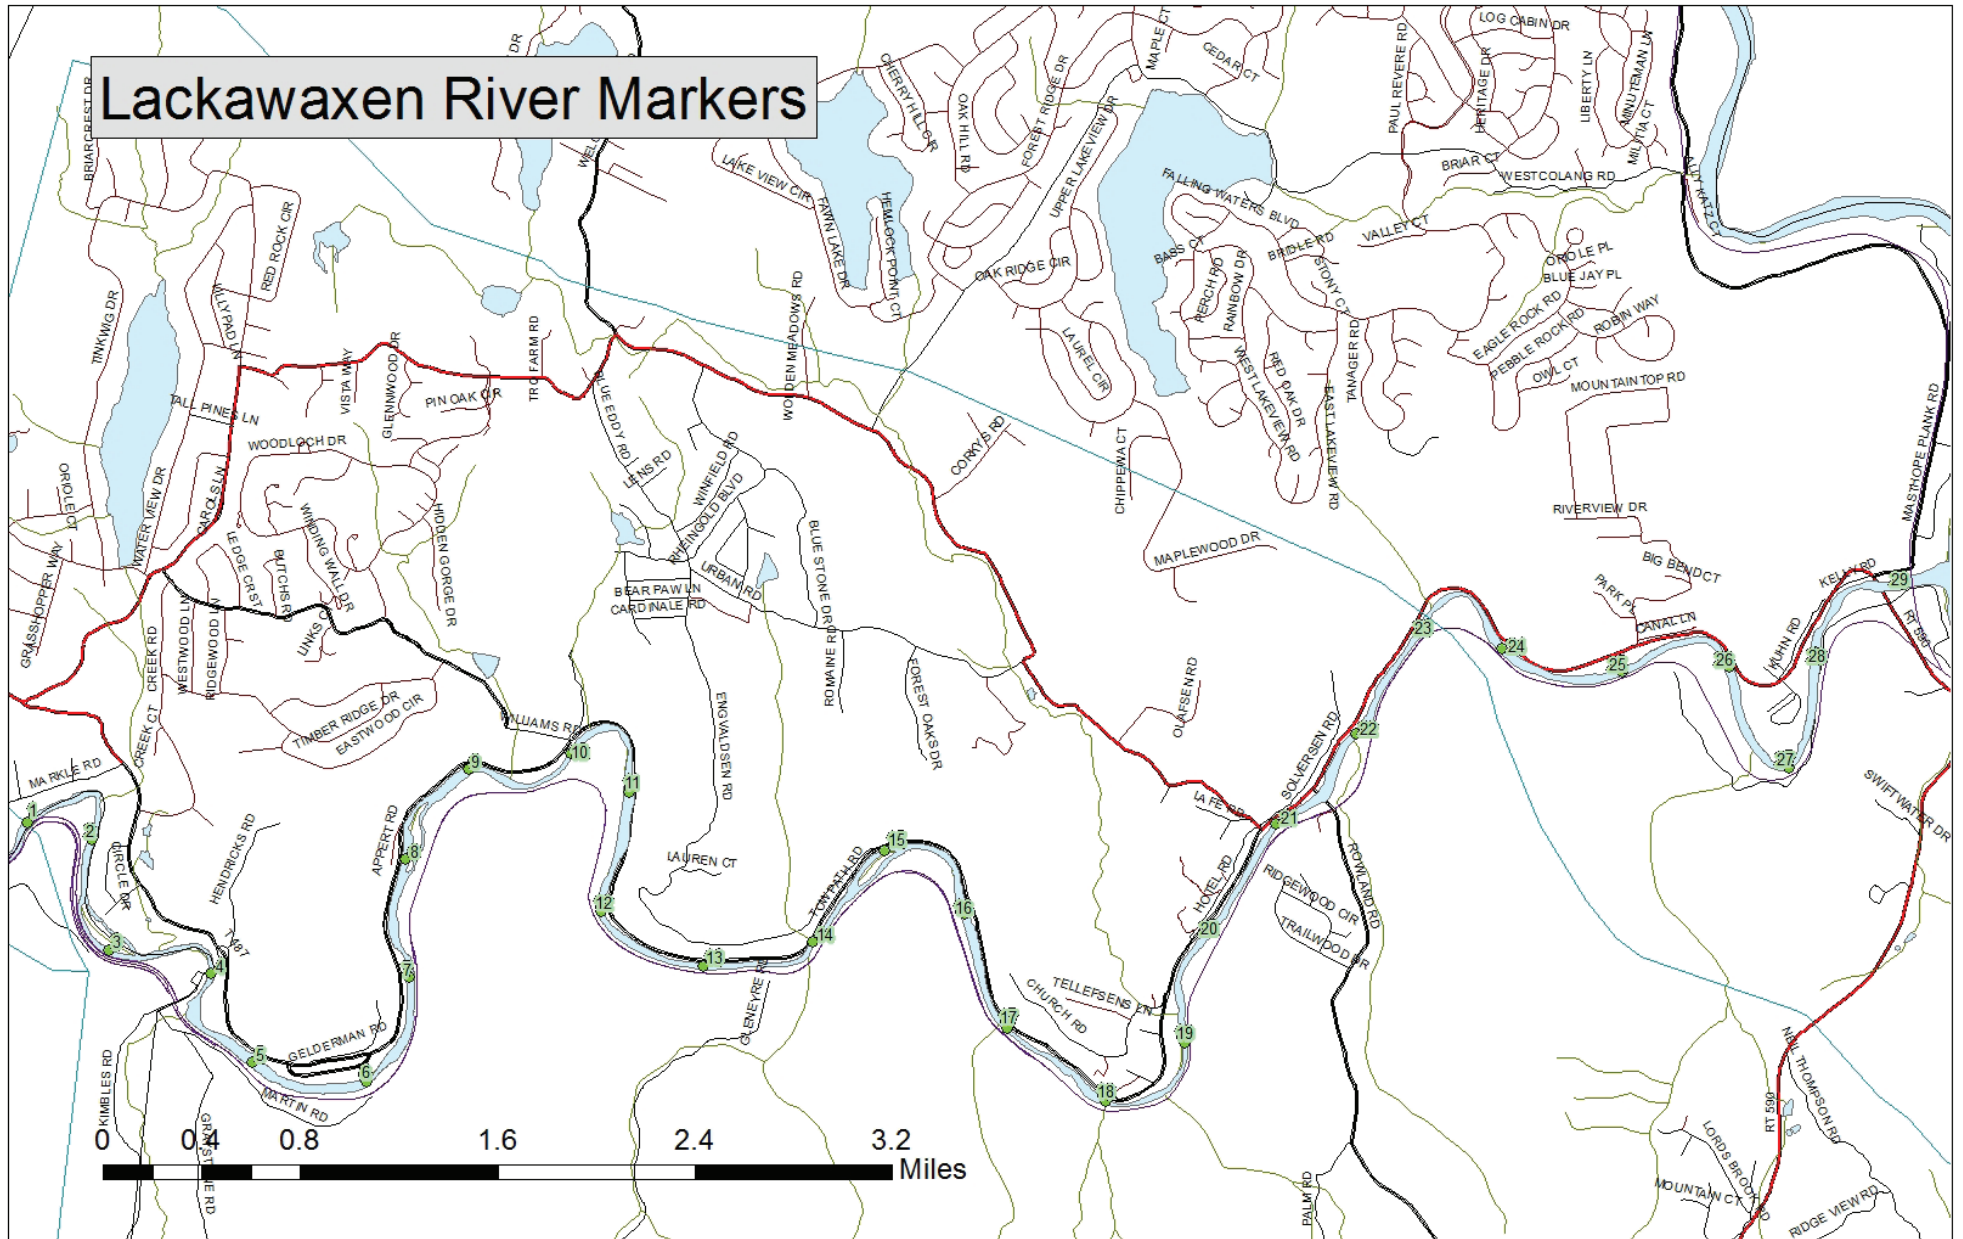 Lackawaxen River Markers
LOG CABIN DR
MAPLE CT
CEDAR CT
PAUL REVERE RD
HERITAGE DR
LIBERTY LN
MINUTEMAN LN
MILITIA CT
DR
BRIARCREST DR
CHERRY HILL CIR
OAK HILL RD
FOREST RIDGE DR
UPPER LAKEVIEW DR
LAKE VIEW CIR
FAWN LAKE DR
HEMLOCK POINT CT
BRIAR CT
WESTCOLANG RD
ALLY KATZ CT
FALLING WATERS BLVD
VALLEY CT
BRIDLE RD
BASS CT
OAK RIDGE CIR
PERCH RD
RAINBOW DR
STONY CT
ORIOLE PL
BLUE JAY PL
EAGLE ROCK RD
PEBBLE ROCK RD
ROBIN WAY
OWL CT
MOUNTAIN TOP RD
RED ROCK CIR
LILLYPAD LN
TINKWIG DR
VISTA WAY
GLENNWOOD DR
PIN OAK CIR
BLUE EDDY RD
LAUREL CIR
WEST LAKEVIEW RD
RED OAK DR
EAST LAKEVIEW RD
TANAGER RD
MASTHOPE PLANK RD
TALL PINES LN
WOODLOCH DR
CORKYS RD
CHIPPEWA CT
ORIOLE CT
WATER VIEW DR
CAROLS LN
LENS RD
WINFIELD RD
RHEINGOLD BLVD
HIDDEN GORGE DR
WINDING WALL DR
BUTCHS RD
BLUE STONE DR
RIVERVIEW DR
MAPLEWOOD DR
BIG BEND CT
PARK PL
KELLY RD
29
GRASSHOPPER WAY
URBAN RD
BEAR PAW LN
CARDINALE RD
CREEK RD
WESTWOOD LN
RIDGEWOOD LN
LINKS
ROMAINE RD
CANAL LN
KUHN RD
RT 590
23
24
25
26
28
FOREST OAKS DR
OLAFSEN RD
ENGVALDSEN RD
TIMBER RIDGE DR
EASTWOOD CIR
CREEK CT
WILLIAMS RD
SOLVERSEN RD
22
27
MARKLE RD
9
10
11
LA FE RD
21
SWIFTWATER DR
1
2
HENDRICKS RD
APPERT RD
8
LAUREN CT
15
TOW PATH RD
HOTEL RD
ROWLAND RD
RIDGEWOOD CIR
TRAILWOOD DR
CIRCLE DR
12
16
14
20
3
T 487
4
7
13
GLENEYRE RD
TELLEFSENS LN
CHURCH RD
17
19
5
GELDERMAN RD
6
18
MARTIN RD
KIMBLES RD
NEIL THOMPSON RD
RT 590
LORDS BROOK RD
MOUNTAIN CT
RIDGE VIEW RD
PALM RD
0 0.4 0.8 1.6 2.4 3.2
Miles